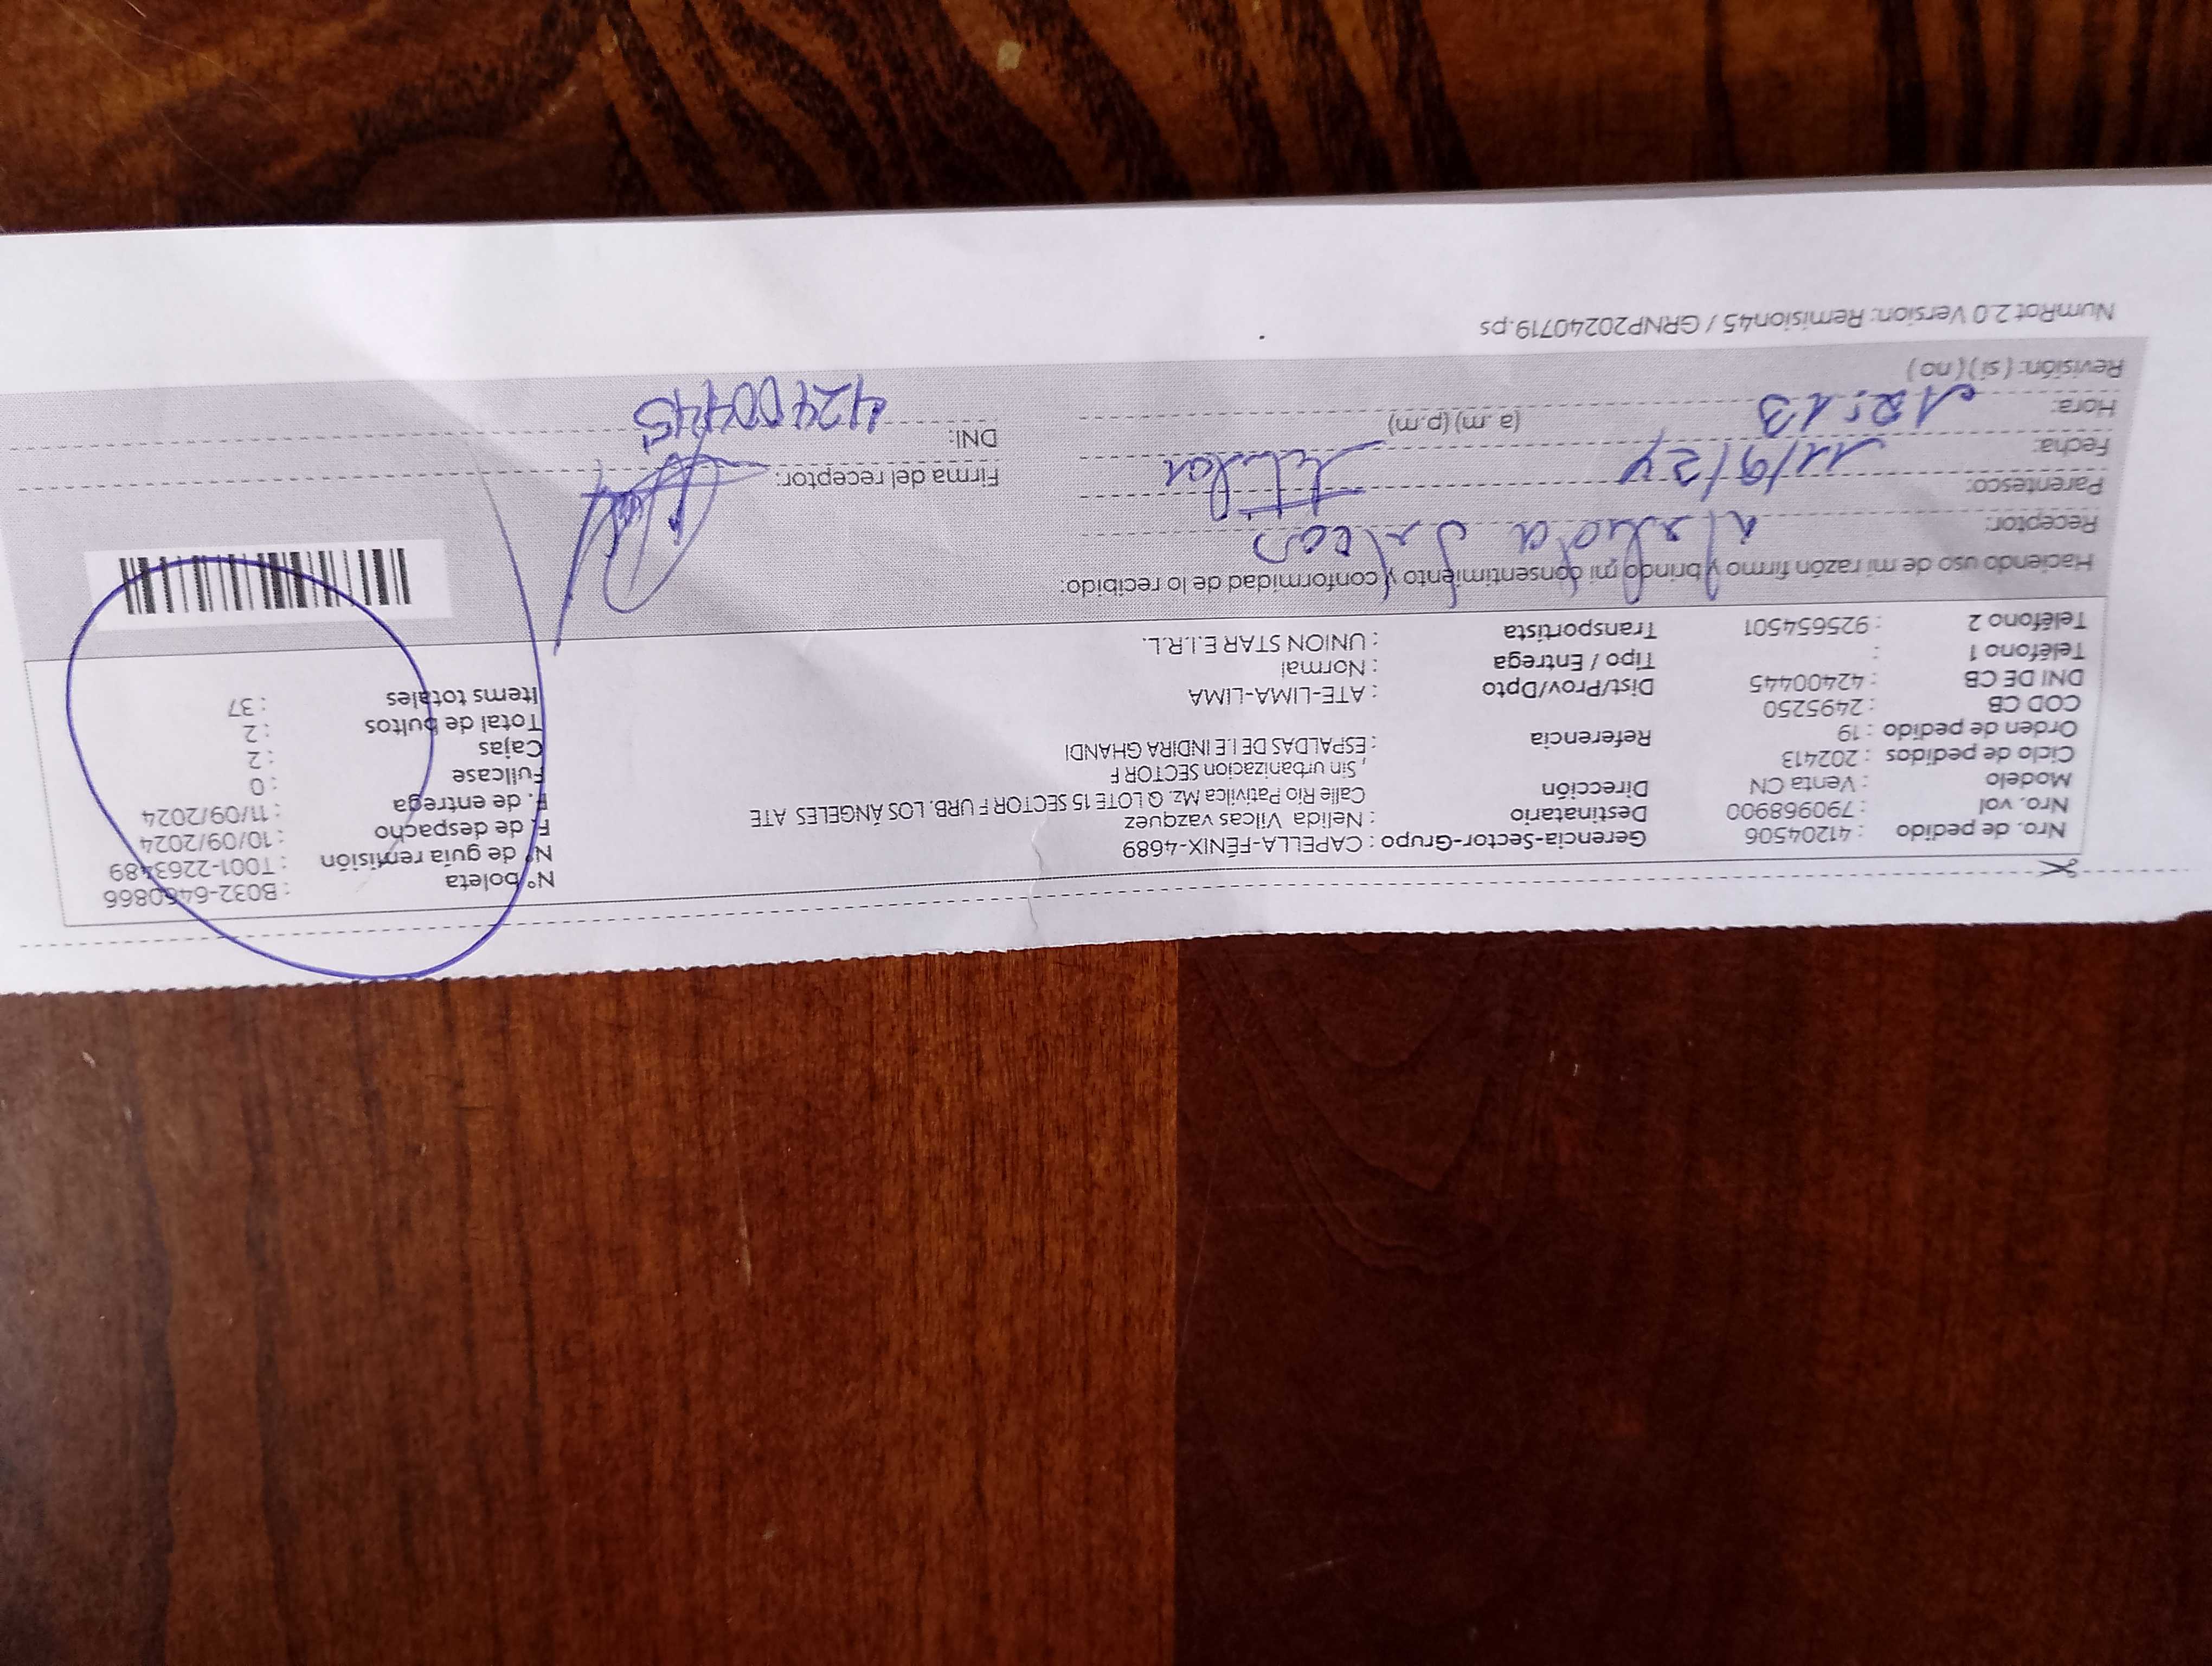 Nro. de pedido : 41204506 Gerencia-Sector-Grupo : CAPELLA-FÉNIX-4689 N° boleta : B032-6460866
Nro. vol : 790968900 Destinatario : Nelida Vilcas vazquez N° de guía remisión : T001-2263489
Modelo : Venta CN Dirección Calle Rio Pativilca Mz. Q LOTE 15 SECTOR F URB. LOS ÁNGELES ATE F. de despacho : 10/09/2024
Ciclo de pedidos : 202413 , Sin urbanizacion SECTOR F F. de entrega : 11/09/2024
Orden de pedido : 19 Referencia : ESPALDAS DE I.E INDIRA GHANDI Fullcase : 0
COD CB : 2495250 Cajas : 2
DNI DE CB : 42400445 Dist/Prov/Dpto : ATE-LIMA-LIMA Total de bultos : 2
Teléfono 1 : Tipo / Entrega : Normal Items totales : 37
Teléfono 2 : 925654501 Transportista : UNION STAR E.I.R.L.
Haciendo uso de mi razón firmo y brindo mi consentimiento y conformidad de lo recibido:
Receptor: Vilcas
Parentesco: titular Firma del receptor:
Fecha: 11/9/24
DNI: 42400445
Hora: 12:13 (a.m) (p.m)
Revisión: ( si ) ( no )
NumRot 2.0 Version: Remision45 / GRNP20240719.ps